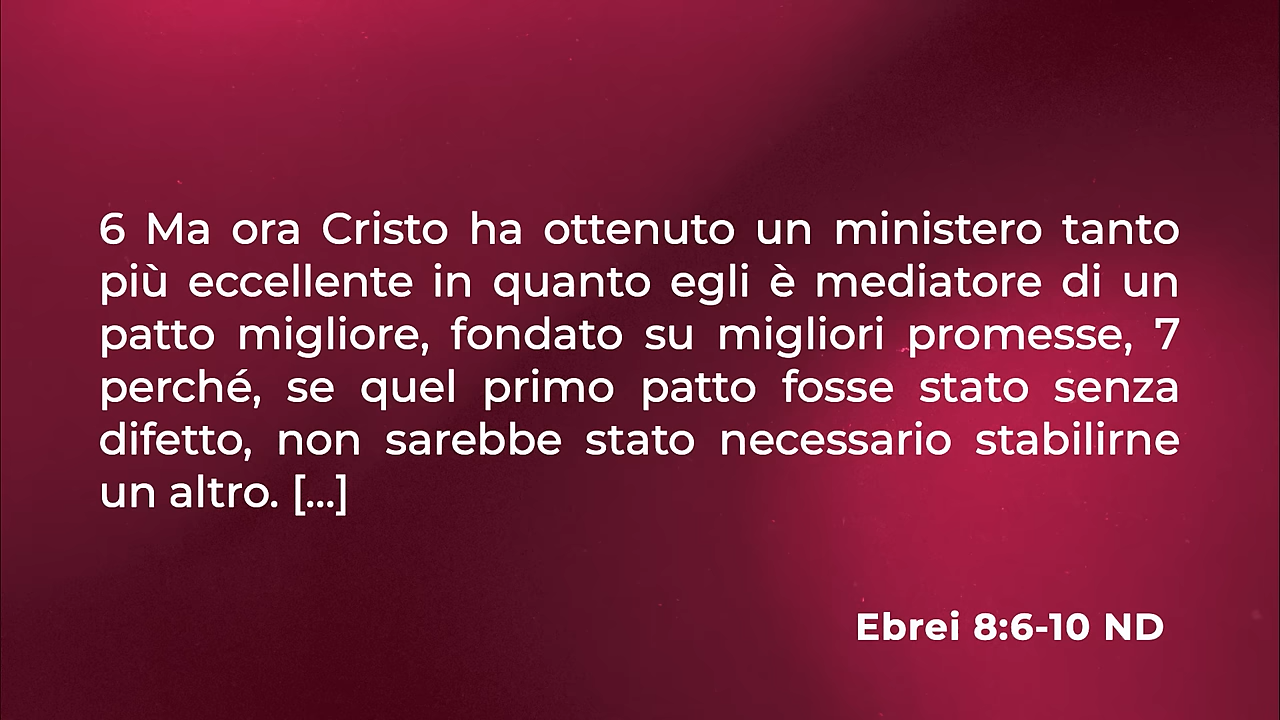 6 Ma ora Cristo ha ottenuto un ministero tanto
più eccellente in quanto egli è mediatore di un
patto migliore, fondato su migliori promesse, 7
perché, se quel primo patto fosse stato senza
difetto, non sarebbe stato necessario stabilirne
un altro. [...]
Ebrei 8:6-10 ND